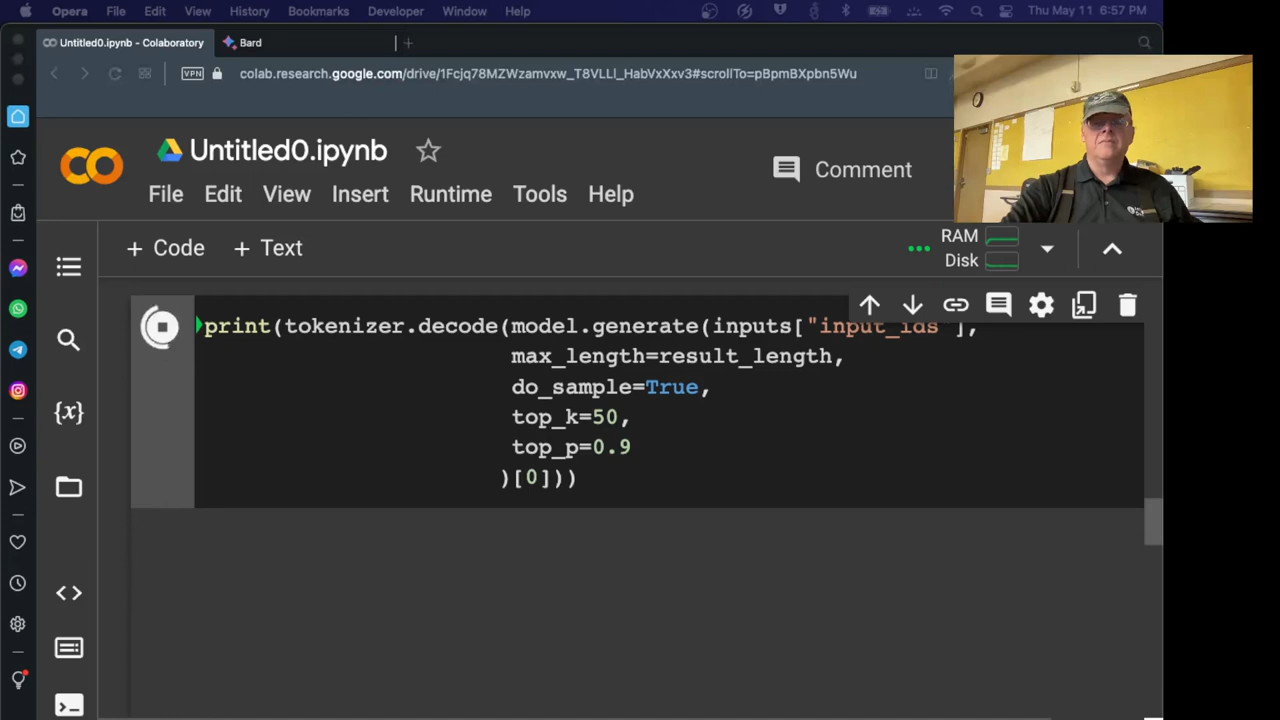 Opera File Edit View History Bookmarks Developer Window Help Thu May 11 6:57 PM
Untitled0.ipynb - Colaboratory Bard
VPN colab.research.google.com/drive/1Fcjq78MZWzamvxw_T8VLLl_HabVxXxv3#scrollTo=pBpmBXpbn5Wu
CO Untitled0.ipynb
File Edit View Insert Runtime Tools Help
Comment
+ Code + Text
RAM
Disk
print(tokenizer.decode(model.generate(inputs["input_ids"],
max_length=result_length,
do_sample=True,
top_k=50,
top_p=0.9
)[0]))
{x}
<>
>_